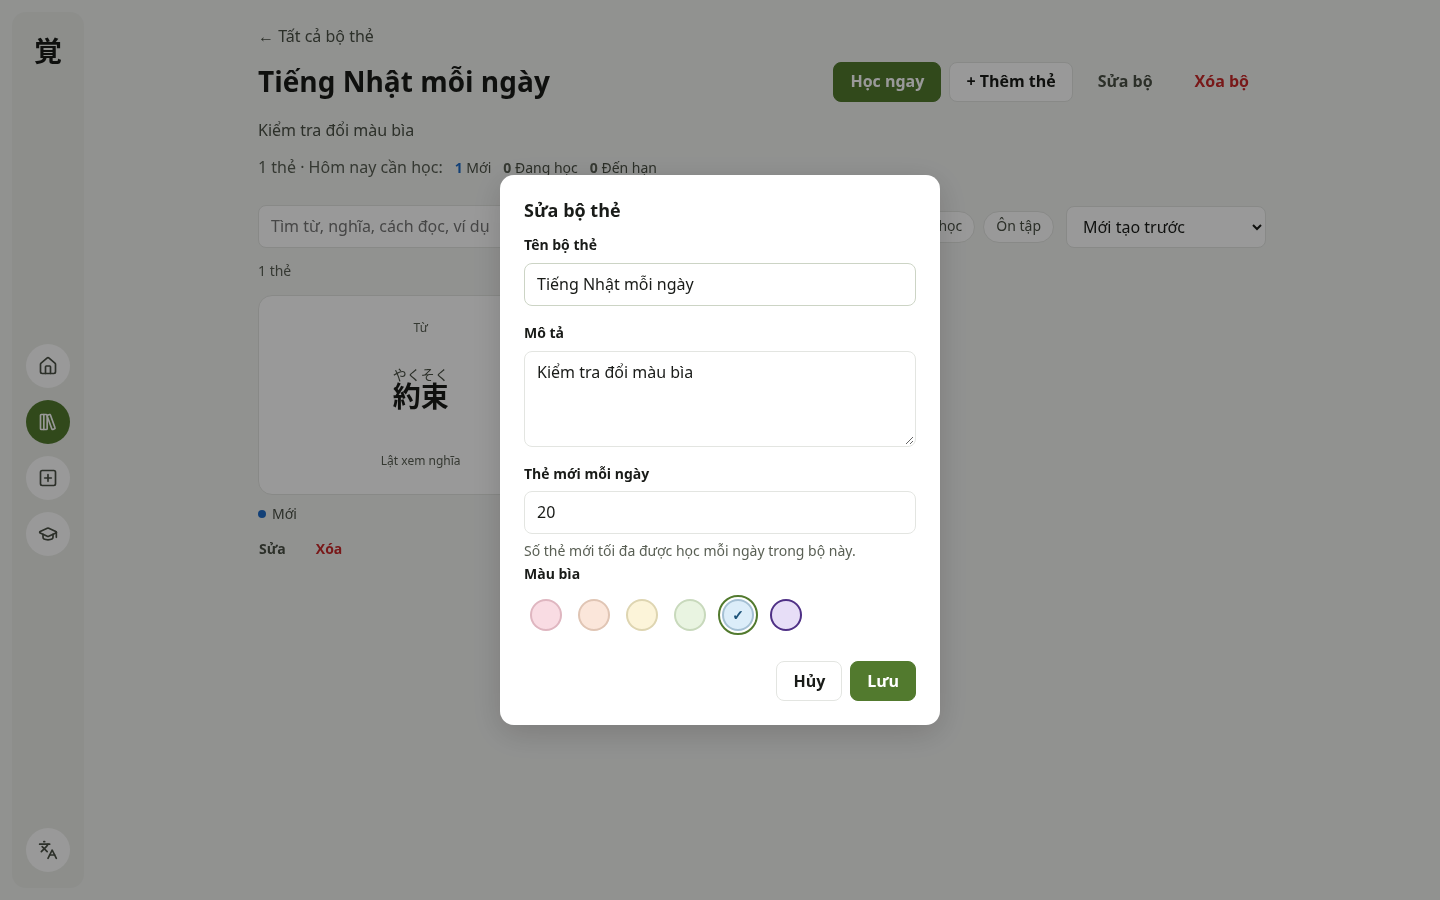 覚
← Tất cả bộ thẻ
Tiếng Nhật mỗi ngày
Học ngay
+ Thêm thẻ
Sửa bộ
Xóa bộ
Kiểm tra đổi màu bìa
1 thẻ · Hôm nay cần học: 1 Mới 0 Đang học 0 Đến hạn
Tìm từ, nghĩa, cách đọc, ví dụ
học
Ôn tập
Mới tạo trước
1 thẻ
Từ
やくそく
約束
Lật xem nghĩa
Mới
Sửa
Xóa
Sửa bộ thẻ
Tên bộ thẻ
Tiếng Nhật mỗi ngày
Mô tả
Kiểm tra đổi màu bìa
Thẻ mới mỗi ngày
20
Số thẻ mới tối đa được học mỗi ngày trong bộ này.
Màu bìa
✓
Hủy
Lưu